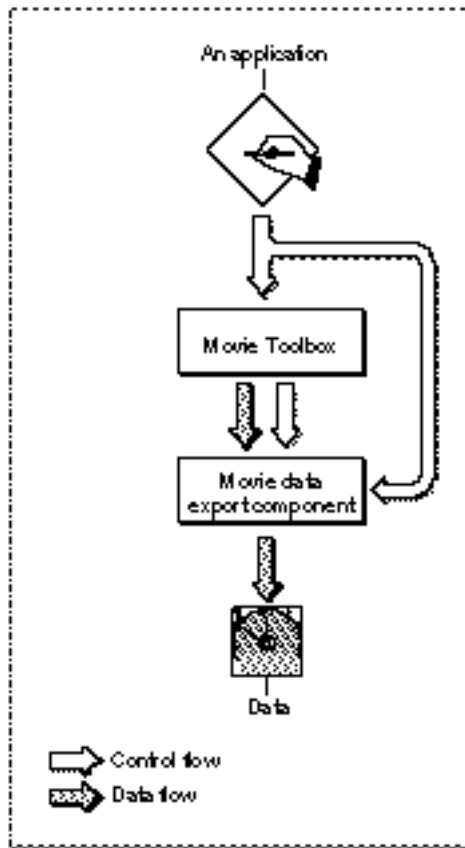 An application
Movie Toolbox
Movie data
export component
Data
Control flow
Data flow